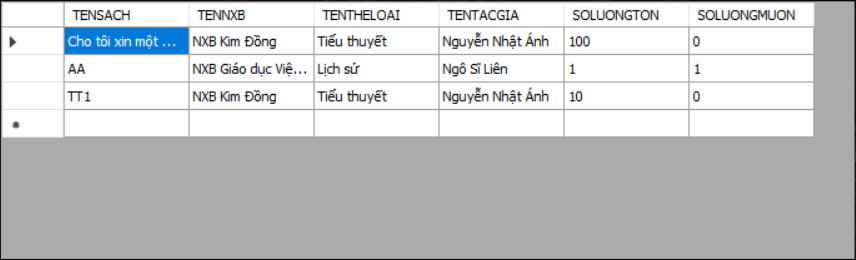 TENSACH TENNXB TENTHELOAI TENTACGIA SOLUONGTON SOLUONGMUON
Cho tôi xin một ... NXB Kim Đồng Tiểu thuyết Nguyễn Nhật Ánh 100 0
AA NXB Giáo dục Việ... Lịch sử Ngô Sĩ Liên 1 1
TT1 NXB Kim Đồng Tiểu thuyết Nguyễn Nhật Ánh 10 0